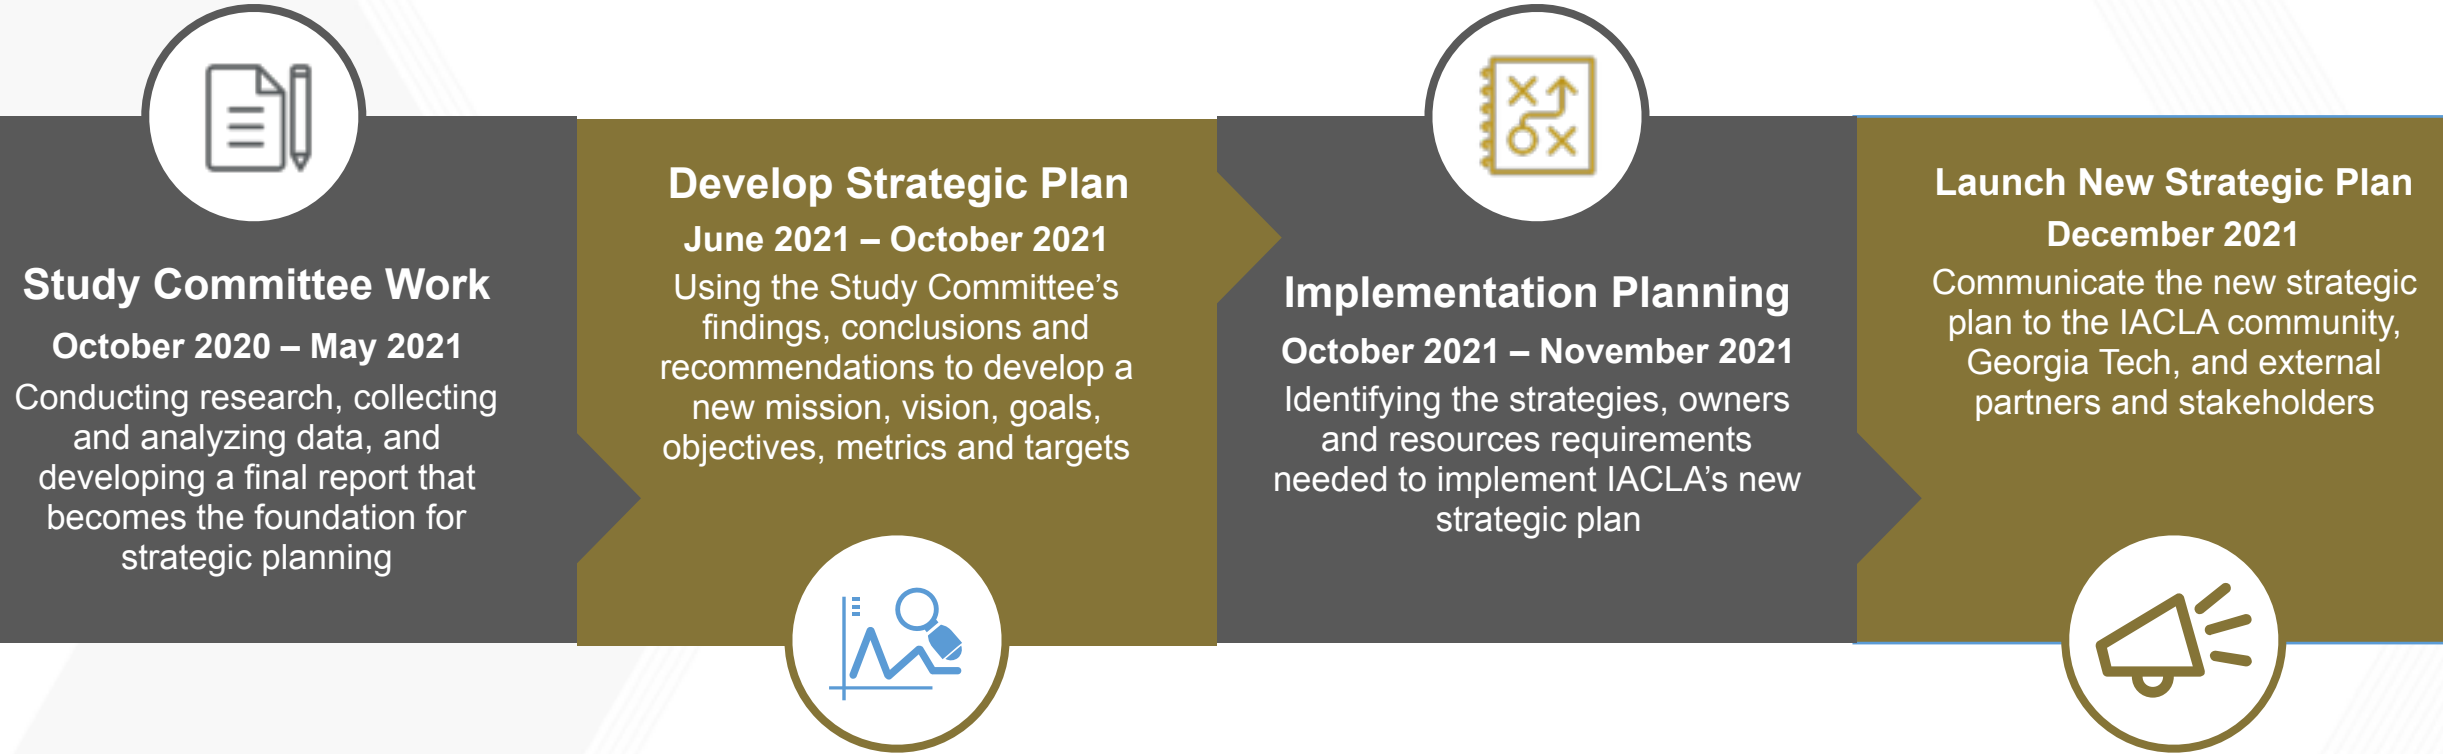 Study Committee Work
October 2020 – May 2021
Conducting research, collecting
and analyzing data, and
developing a final report that
becomes the foundation for
strategic planning
Develop Strategic Plan
June 2021 – October 2021
Using the Study Committee’s
findings, conclusions and
recommendations to develop a
new mission, vision, goals,
objectives, metrics and targets
Implementation Planning
October 2021 – November 2021
Identifying the strategies, owners
and resources requirements
needed to implement IACLA’s new
strategic plan
Launch New Strategic Plan
December 2021
Communicate the new strategic
plan to the IACLA community,
Georgia Tech, and external
partners and stakeholders